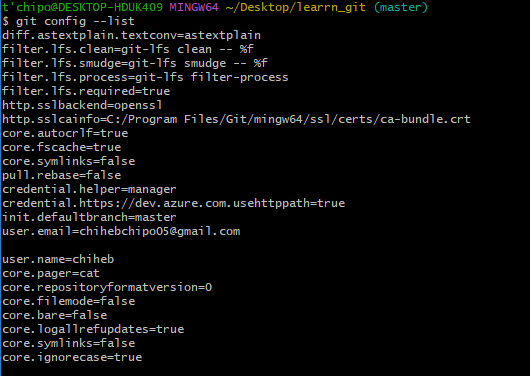 t'chipo@DESKTOP-HDUK409 MINGW64 ~/Desktop/learrn_git (master)
$ git config --list
diff.astextplain.textconv=astextplain
filter.lfs.clean=git-lfs clean -- %f
filter.lfs.smudge=git-lfs smudge -- %f
filter.lfs.process=git-lfs filter-process
filter.lfs.required=true
http.sslbackend=openssl
http.sslcainfo=C:/Program Files/Git/mingw64/ssl/certs/ca-bundle.crt
core.autocrlf=true
core.fscache=true
core.symlinks=false
pull.rebase=false
credential.helper=manager
credential.https://dev.azure.com.usehttppath=true
init.defaultbranch=master
user.email=chihebchipo05@gmail.com

user.name=chiheb
core.pager=cat
core.repositoryformatversion=0
core.filemode=false
core.bare=false
core.logallrefupdates=true
core.symlinks=false
core.ignorecase=true